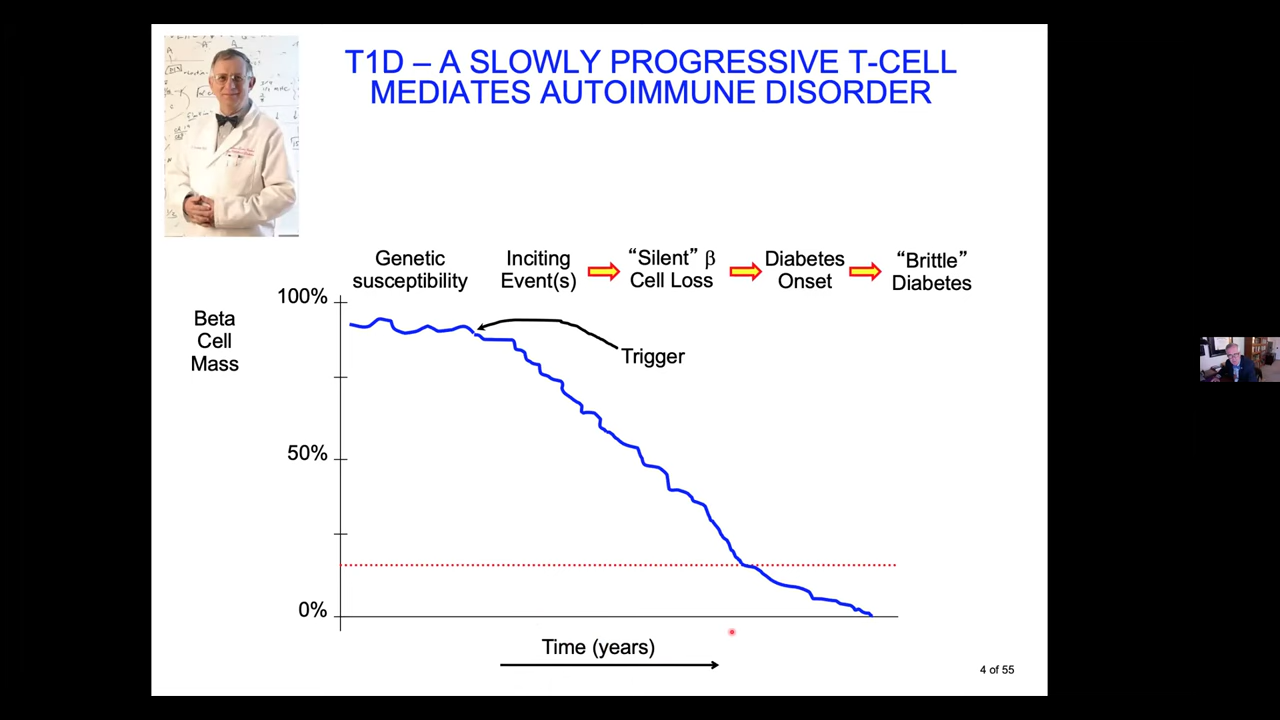 T1D – A SLOWLY PROGRESSIVE T-CELL
MEDIATES AUTOIMMUNE DISORDER
Genetic
susceptibility
Inciting
Event(s)
“Silent” β
Cell Loss
Diabetes
Onset
“Brittle”
Diabetes
Beta
Cell
Mass
100%
50%
0%
Trigger
Time (years)
4 of 55